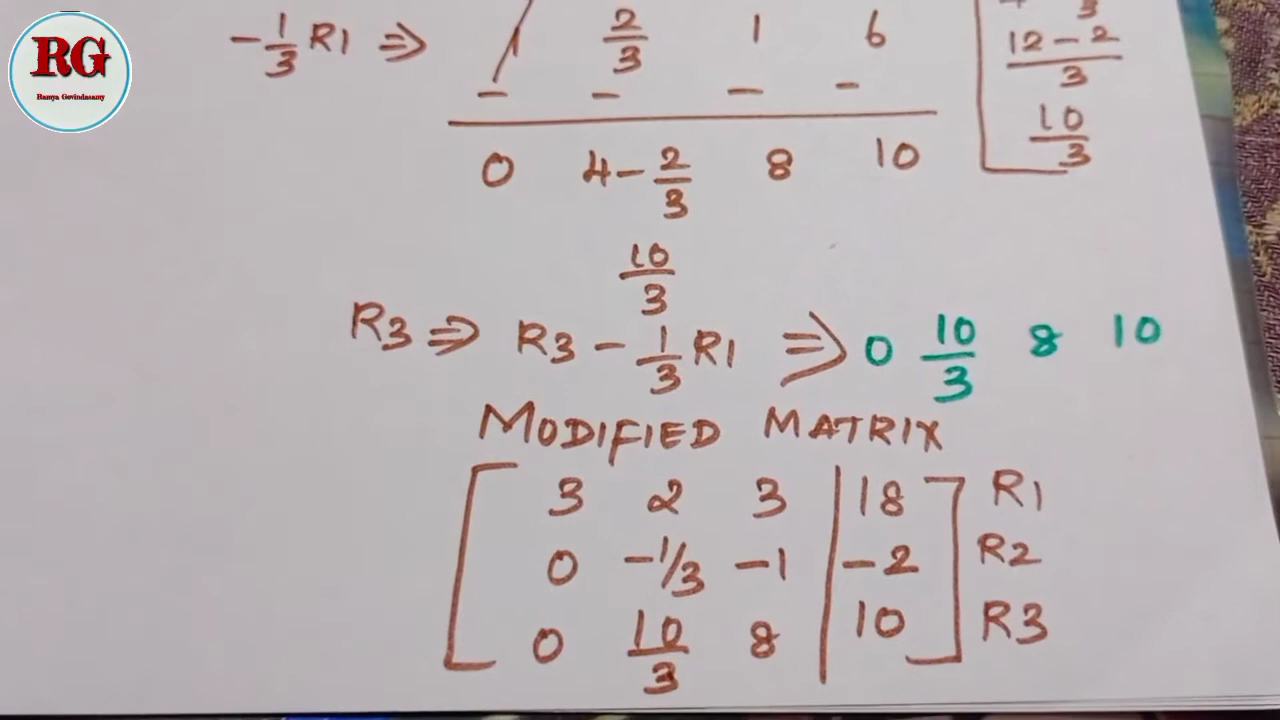 RG
Ramya Govindasamy
-1/3 R1 ⇒ 1 2/3 1 6
- - - -
0 4-2/3 8 10
10/3
12-2/3
10/3
R3 ⇒ R3 - 1/3 R1 ⇒ 0 10/3 8 10
MODIFIED MATRIX
[ 3 2 3 | 18 ] R1
0 -1/3 -1 | -2 R2
0 10/3 8 | 10 R3